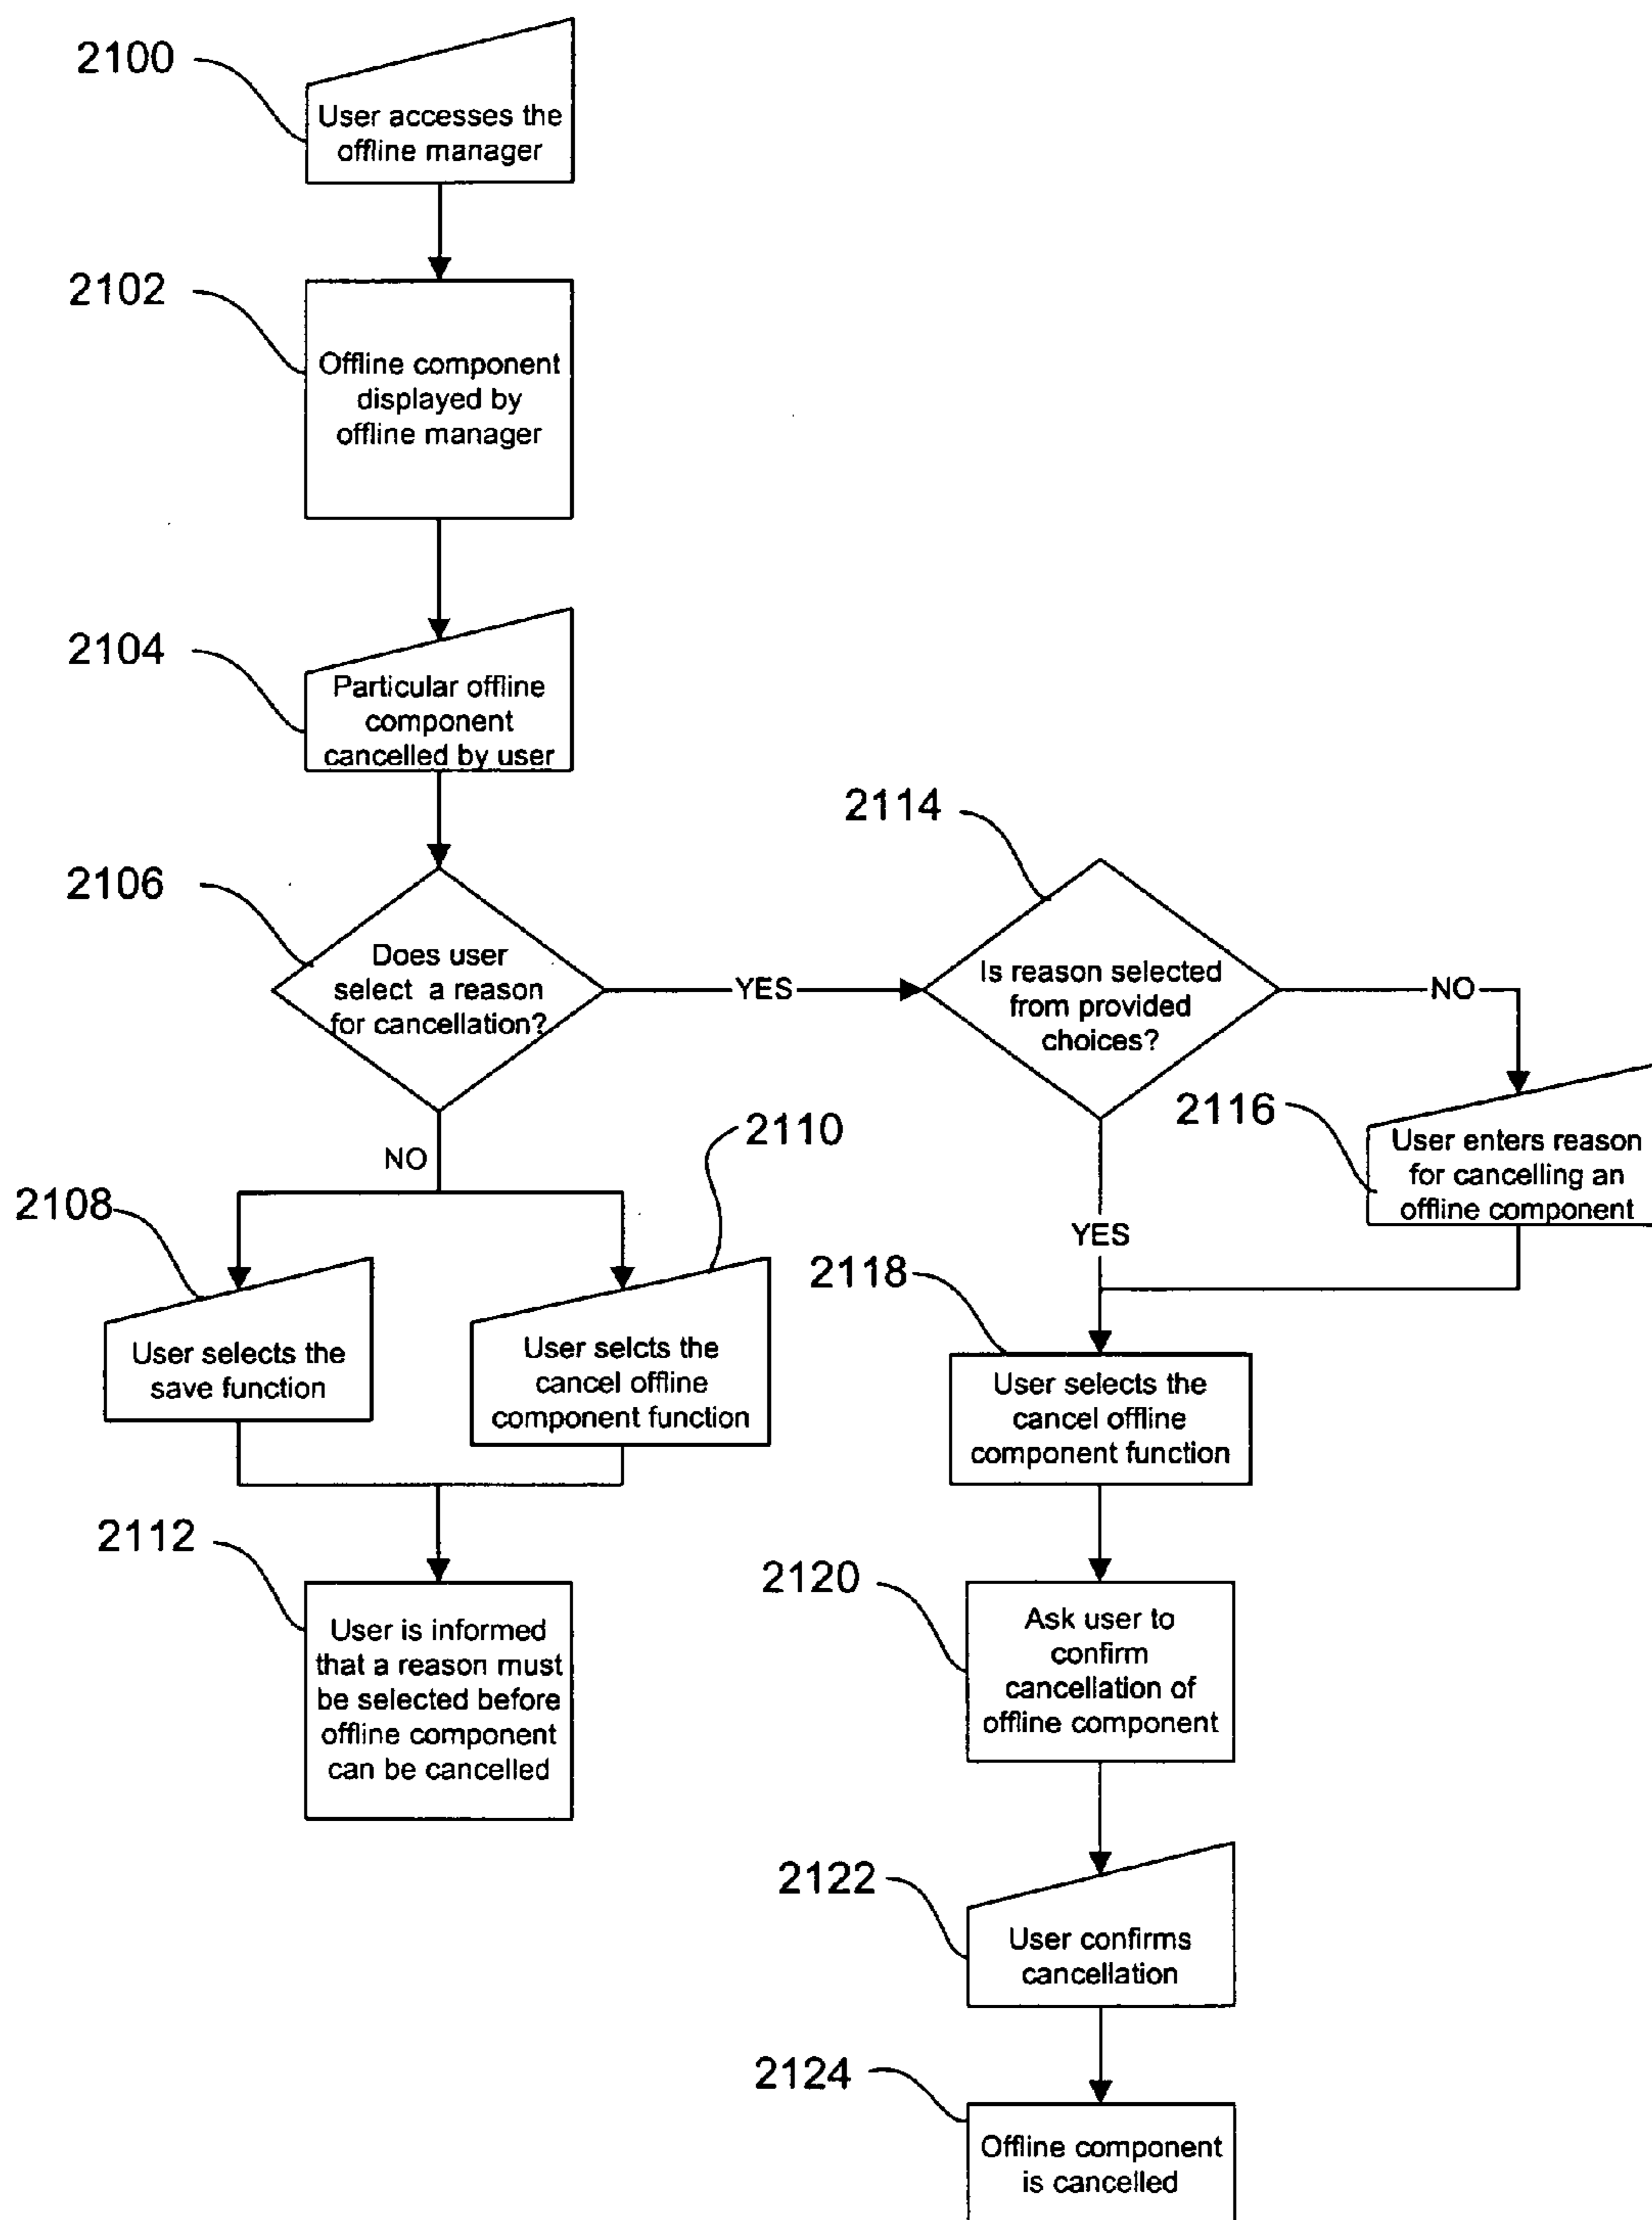 2100
User accesses the
offline manager
2102
Offline component
displayed by
offline manager
2104
Particular offline
component
cancelled by user
2106
Does user
select a reason
for cancellation?
YES
NO
2114
Is reason selected
from provided
choices?
NO
YES
2116
User enters reason
for cancelling an
offline component
2108
User selects the
save function
2110
User selcts the
cancel offline
component function
2112
User is informed
that a reason must
be selected before
offline component
can be cancelled
2118
User selects the
cancel offline
component function
2120
Ask user to
confirm
cancellation of
offline component
2122
User confirms
cancellation
2124
Offline component
is cancelled